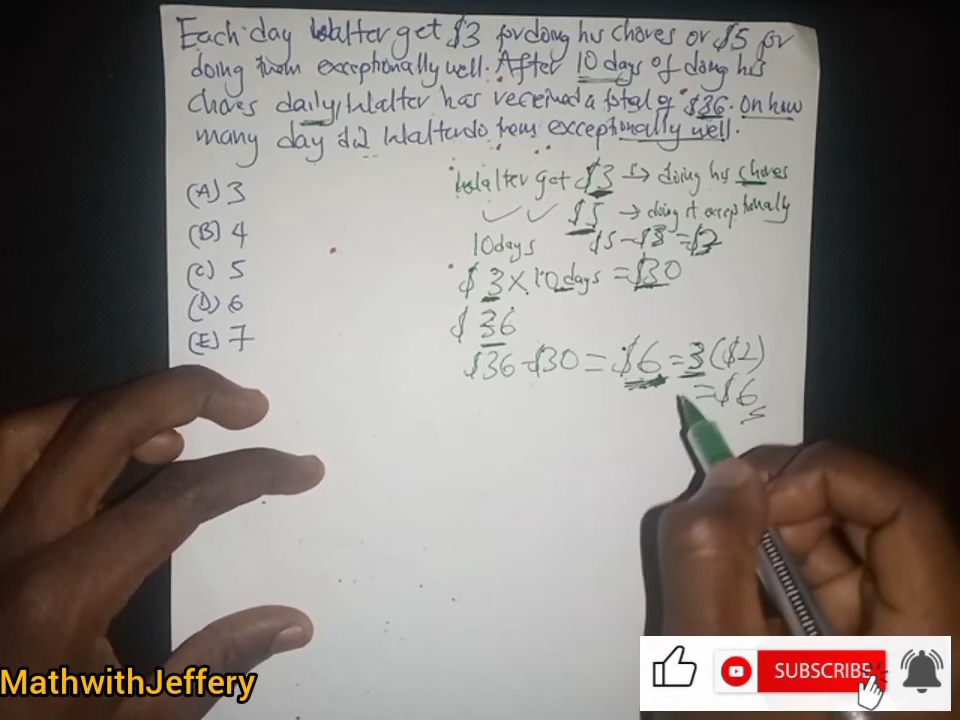 Each day Walter get $3 for doing his chores or $5 for
doing them exceptionally well. After 10 days of doing his
chores daily, Walter has received a total of $36. On how
many day did Walter do them exceptionally well.
(A) 3
(B) 4
(C) 5
(D) 6
(E) 7
Walter get $3 → doing his chores
$5 → doing it exceptionally
10days $5 - $3 = $2
$3 × 10 days = $30
$36
$36 - $30 = $6 = 3($2)
= $6
MathwithJeffery
SUBSCRIBE